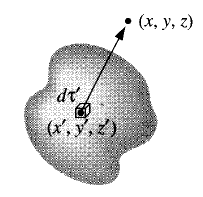 (x, y, z)
dτ′
(x′, y′, z′)